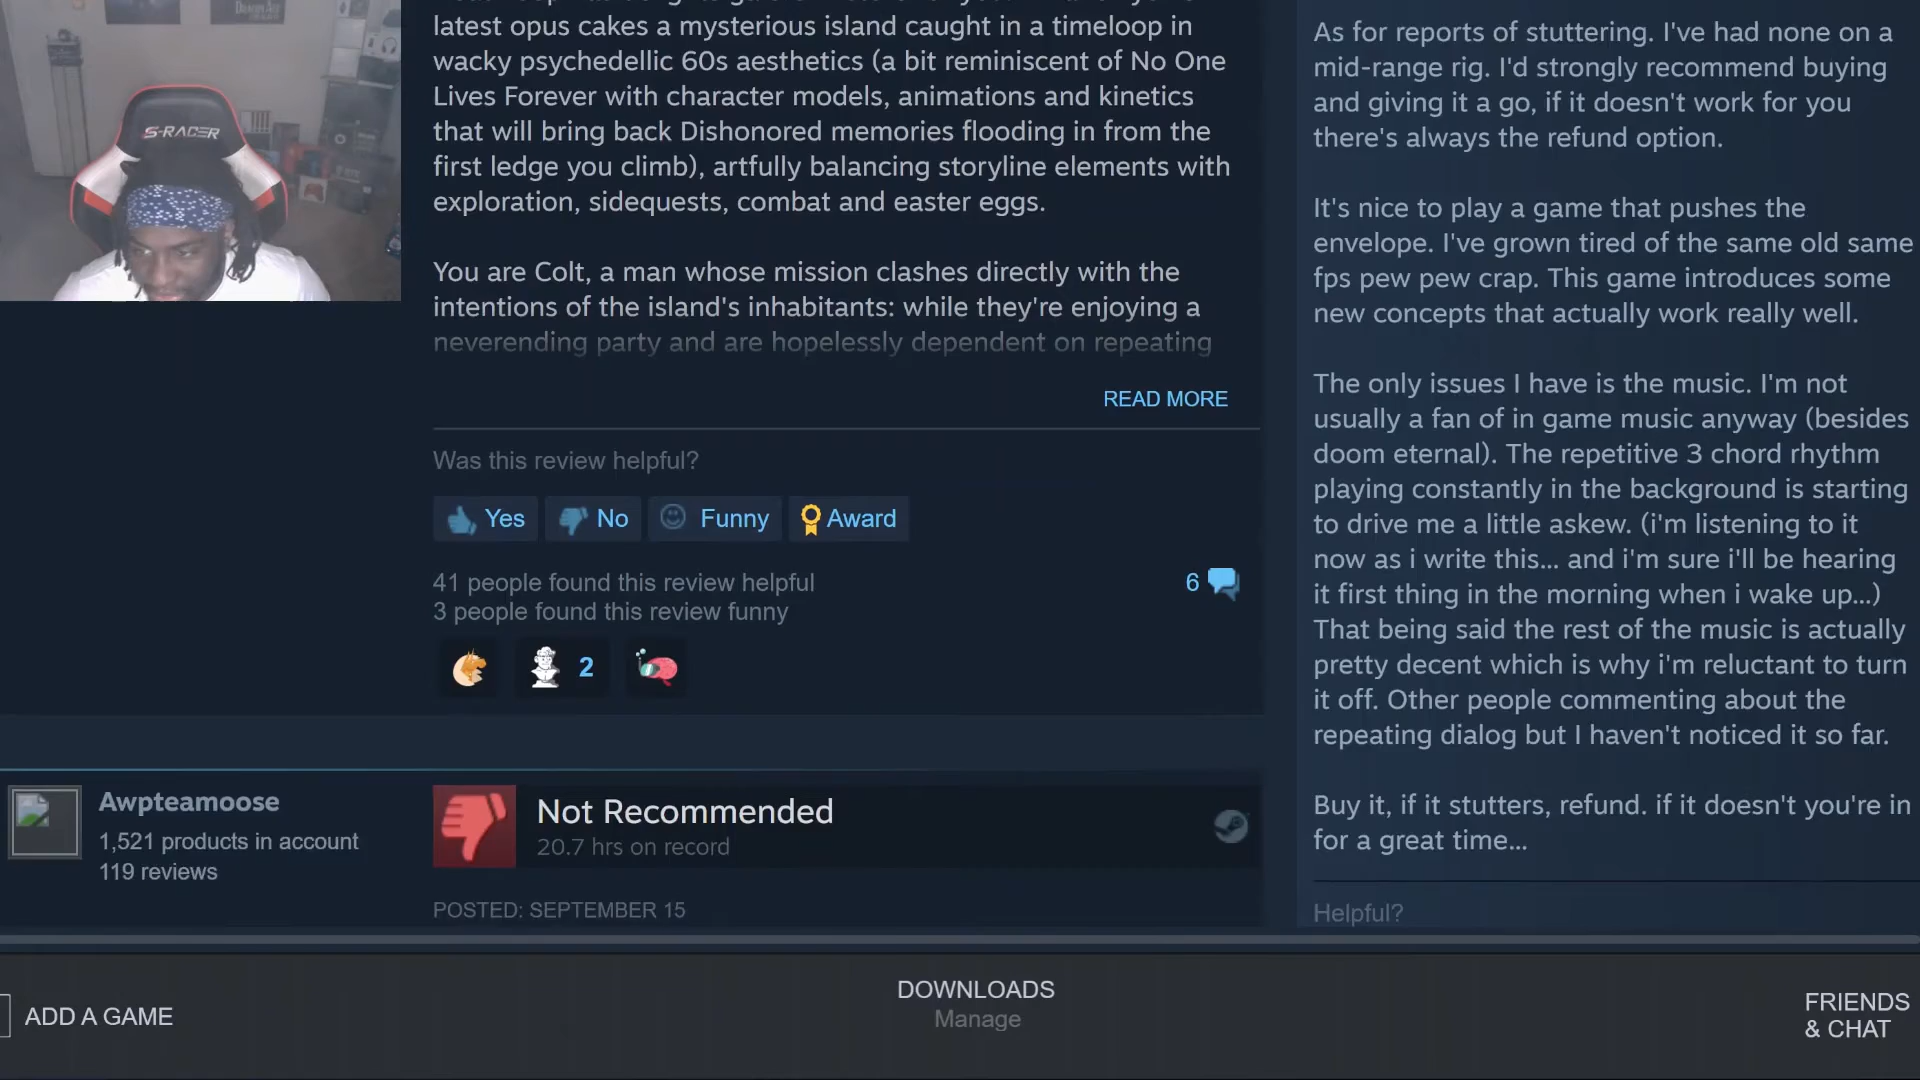 S-RACER
latest opus cakes a mysterious island caught in a timeloop in
wacky psychedellic 60s aesthetics (a bit reminiscent of No One
Lives Forever with character models, animations and kinetics
that will bring back Dishonored memories flooding in from the
first ledge you climb), artfully balancing storyline elements with
exploration, sidequests, combat and easter eggs.
You are Colt, a man whose mission clashes directly with the
intentions of the island's inhabitants: while they're enjoying a
neverending party and are hopelessly dependent on repeating
READ MORE
Was this review helpful?
Yes
No
Funny
Award
41 people found this review helpful
3 people found this review funny
6
2
Awpteamoose
1,521 products in account
119 reviews
Not Recommended
20.7 hrs on record
POSTED: SEPTEMBER 15
As for reports of stuttering. I've had none on a
mid-range rig. I'd strongly recommend buying
and giving it a go, if it doesn't work for you
there's always the refund option.
It's nice to play a game that pushes the
envelope. I've grown tired of the same old same
fps pew pew crap. This game introduces some
new concepts that actually work really well.
The only issues I have is the music. I'm not
usually a fan of in game music anyway (besides
doom eternal). The repetitive 3 chord rhythm
playing constantly in the background is starting
to drive me a little askew. (i'm listening to it
now as i write this... and i'm sure i'll be hearing
it first thing in the morning when i wake up...)
That being said the rest of the music is actually
pretty decent which is why i'm reluctant to turn
it off. Other people commenting about the
repeating dialog but I haven't noticed it so far.
Buy it, if it stutters, refund. if it doesn't you're in
for a great time...
Helpful?
ADD A GAME
DOWNLOADS
Manage
FRIENDS
& CHAT